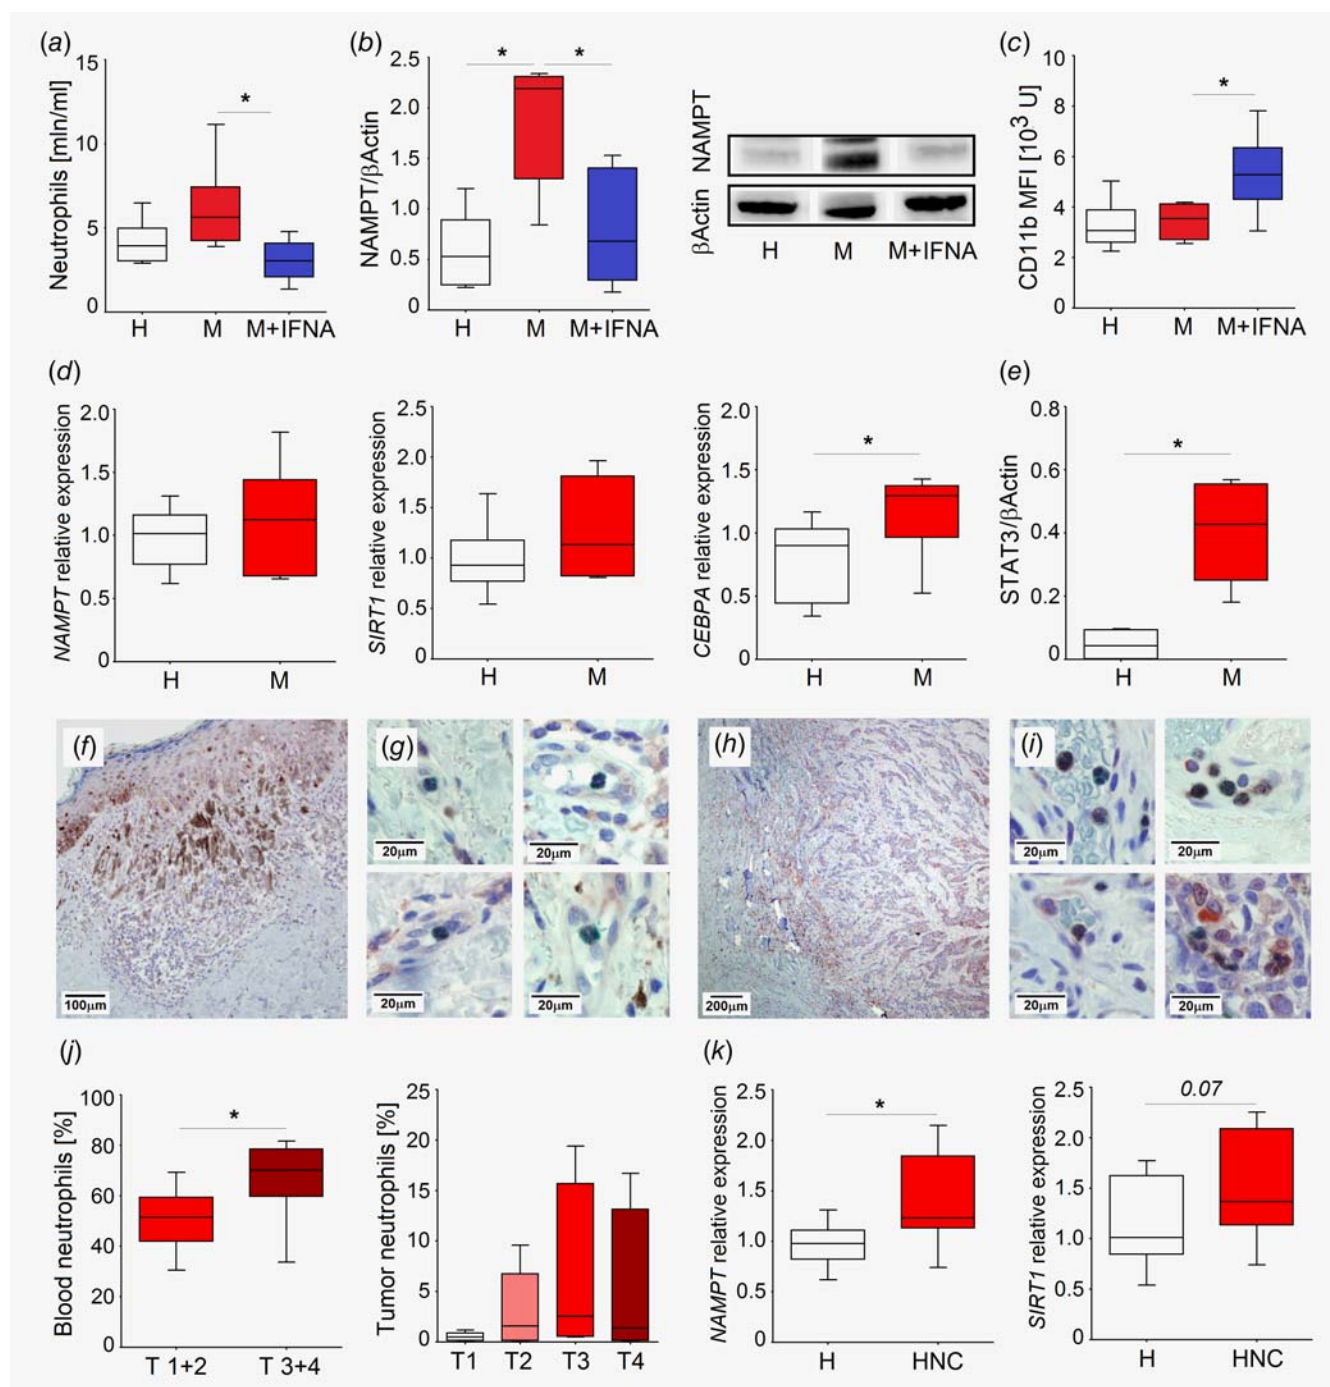 (a)
Neutrophils [mln/ml]
15
10
5
0
*
H M M+IFNA
(b)
NAMPT/βActin
2.5
2.0
1.5
1.0
0.5
0
* *
H M M+IFNA
NAMPT
βActin
H M M+IFNA
(c)
CD11b MFI [10³ U]
10
8
6
4
2
0
*
H M M+IFNA
(d)
NAMPT relative expression
2.0
1.5
1.0
0.5
0
H M
SIRT1 relative expression
2.5
2.0
1.5
1.0
0.5
0
H M
CEBPA relative expression
2.0
1.5
1.0
0.5
0
*
H M
(e)
STAT3/βActin
0.8
0.6
0.4
0.2
0
*
H M
(f)
100μm
(g)
20μm
20μm
20μm
20μm
(h)
200μm
(i)
20μm
20μm
20μm
20μm
(j)
Blood neutrophils [%]
100
80
60
40
20
0
*
T 1+2 T 3+4
Tumor neutrophils [%]
25
20
15
10
5
0
T1 T2 T3 T4
(k)
NAMPT relative expression
2.5
2.0
1.5
1.0
0.5
0
*
H HNC
SIRT1 relative expression
2.5
2.0
1.5
1.0
1.0
0
0.07
H HNC